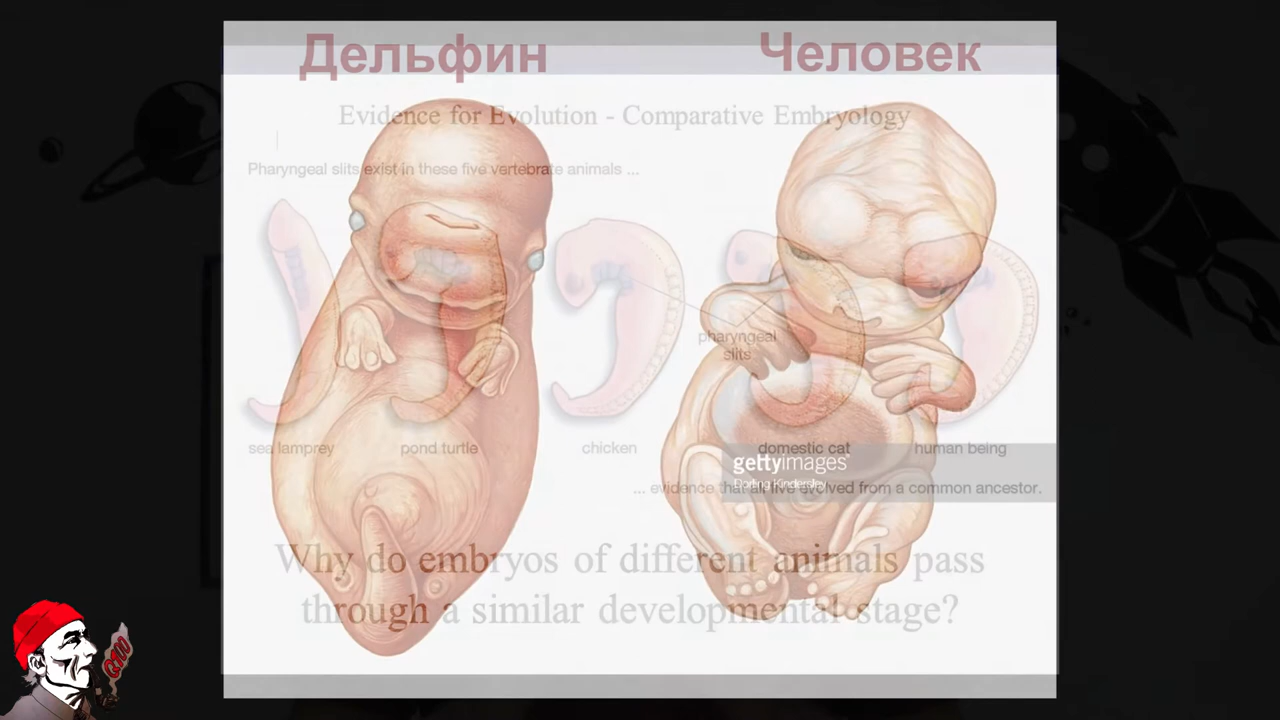 Дельфин
Человек
Evidence for Evolution - Comparative Embryology
Pharyngeal slits exist in these five vertebrate animals ...
pharyngeal
slits
sea lamprey
pond turtle
chicken
domestic cat
human being
gettyimages
Dorling Kindersley
... evidence that all five evolved from a common ancestor.
Why do embryos of different animals pass
through a similar developmental stage?